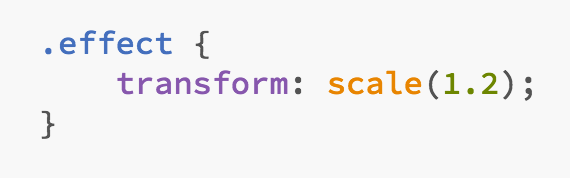 .effect {
    transform: scale(1.2);
}